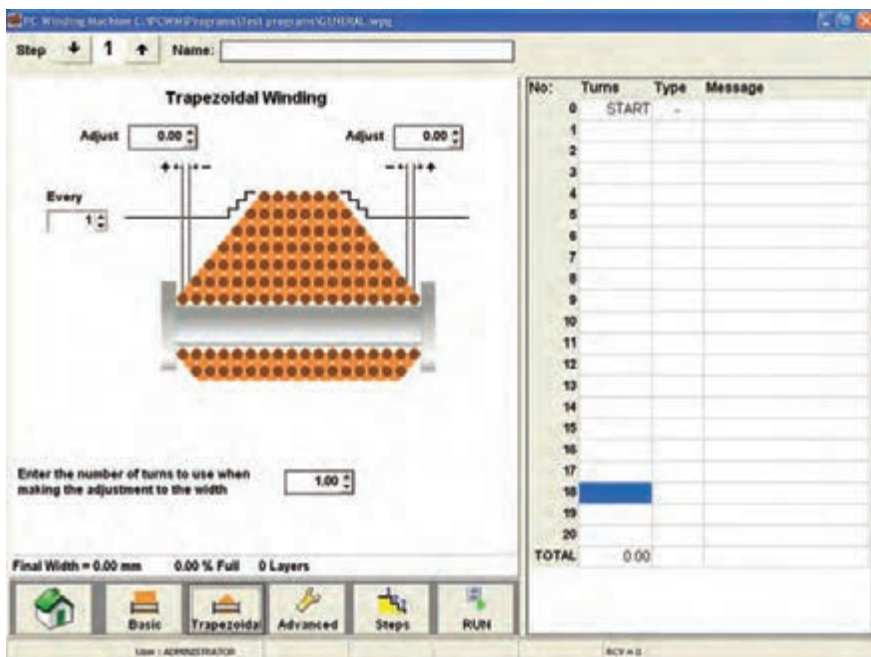 PC Winding Machine C:\PCWM\Programs\Test programs\GENERAL.wpg
Step 1 Name:
Trapezoidal Winding
Adjust 0.00 Adjust 0.00
+ - - +
Every
1
Enter the number of turns to use when
making the adjustment to the width
1.00
Final Width = 0.00 mm 0.00 % Full 0 Layers
Basic Trapezoidal Advanced Steps RUN
User : ADMINISTRATOR RCV = 0
No: Turns Type Message
0 START -
1
2
3
4
5
6
7
8
9
10
11
12
13
14
15
16
17
18
19
20
TOTAL 0.00